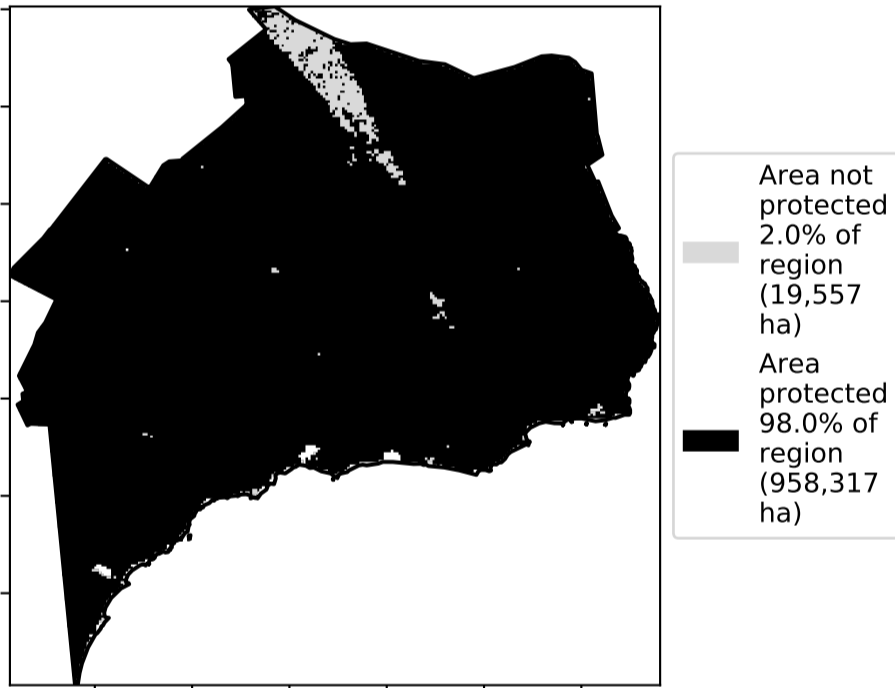 Area not
protected
2.0% of
region
(19,557
ha)
Area
protected
98.0% of
region
(958,317
ha)